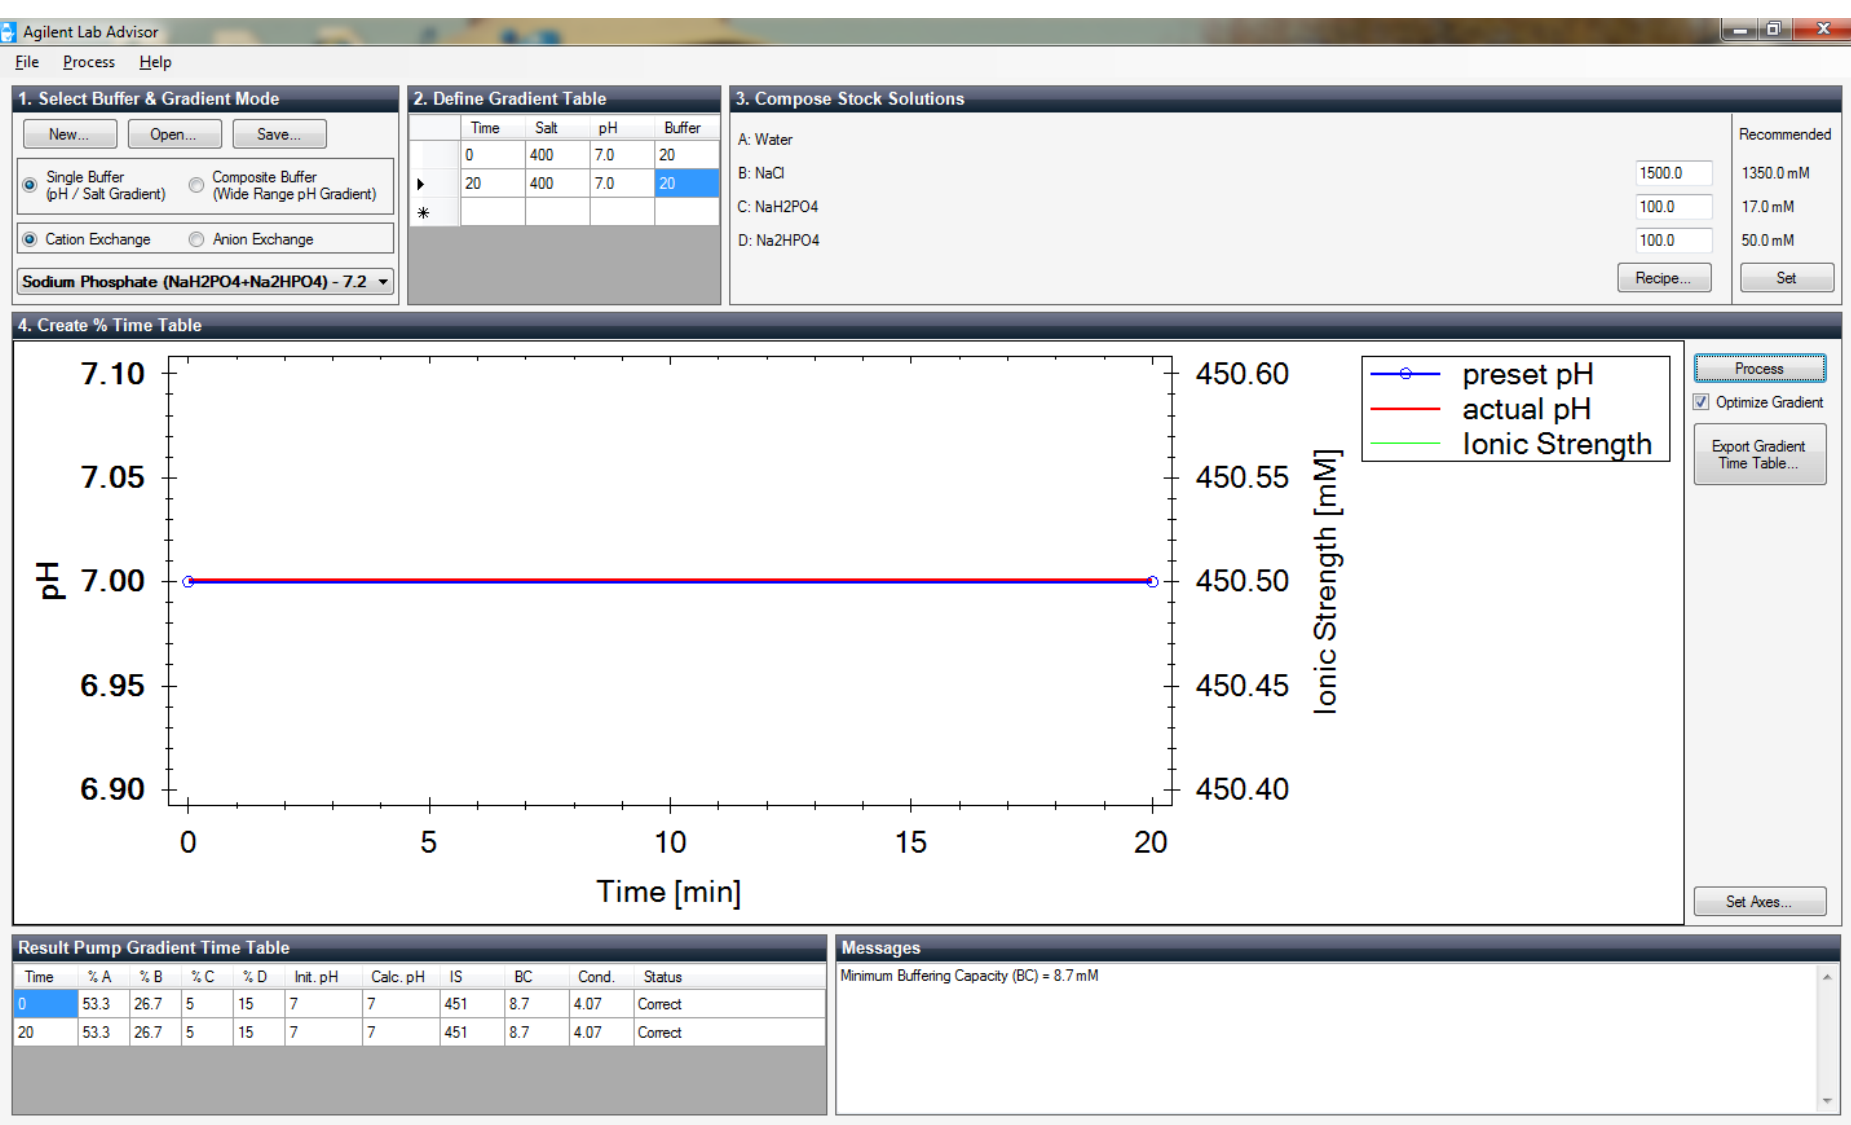 Agilent Lab Advisor
File Process Help
1. Select Buffer & Gradient Mode
New... Open... Save...
Single Buffer
(pH / Salt Gradient)
Composite Buffer
(Wide Range pH Gradient)
Cation Exchange Anion Exchange
Sodium Phosphate (NaH2PO4+Na2HPO4) - 7.2
2. Define Gradient Table
Time Salt pH Buffer
0 400 7.0 20
20 400 7.0 20
3. Compose Stock Solutions
Recommended
A: Water
B: NaCl 1500.0 1350.0 mM
C: NaH2PO4 100.0 17.0 mM
D: Na2HPO4 100.0 50.0 mM
Recipe... Set
4. Create % Time Table
7.10
7.05
7.00
6.95
6.90
pH
450.60
450.55
450.50
450.45
450.40
Ionic Strength [mM]
0 5 10 15 20
Time [min]
preset pH
actual pH
Ionic Strength
Process
Optimize Gradient
Export Gradient
Time Table...
Set Axes...
Result Pump Gradient Time Table
Time % A % B % C % D Init. pH Calc. pH IS BC Cond. Status
0 53.3 26.7 5 15 7 7 451 8.7 4.07 Correct
20 53.3 26.7 5 15 7 7 451 8.7 4.07 Correct
Messages
Minimum Buffering Capacity (BC) = 8.7 mM